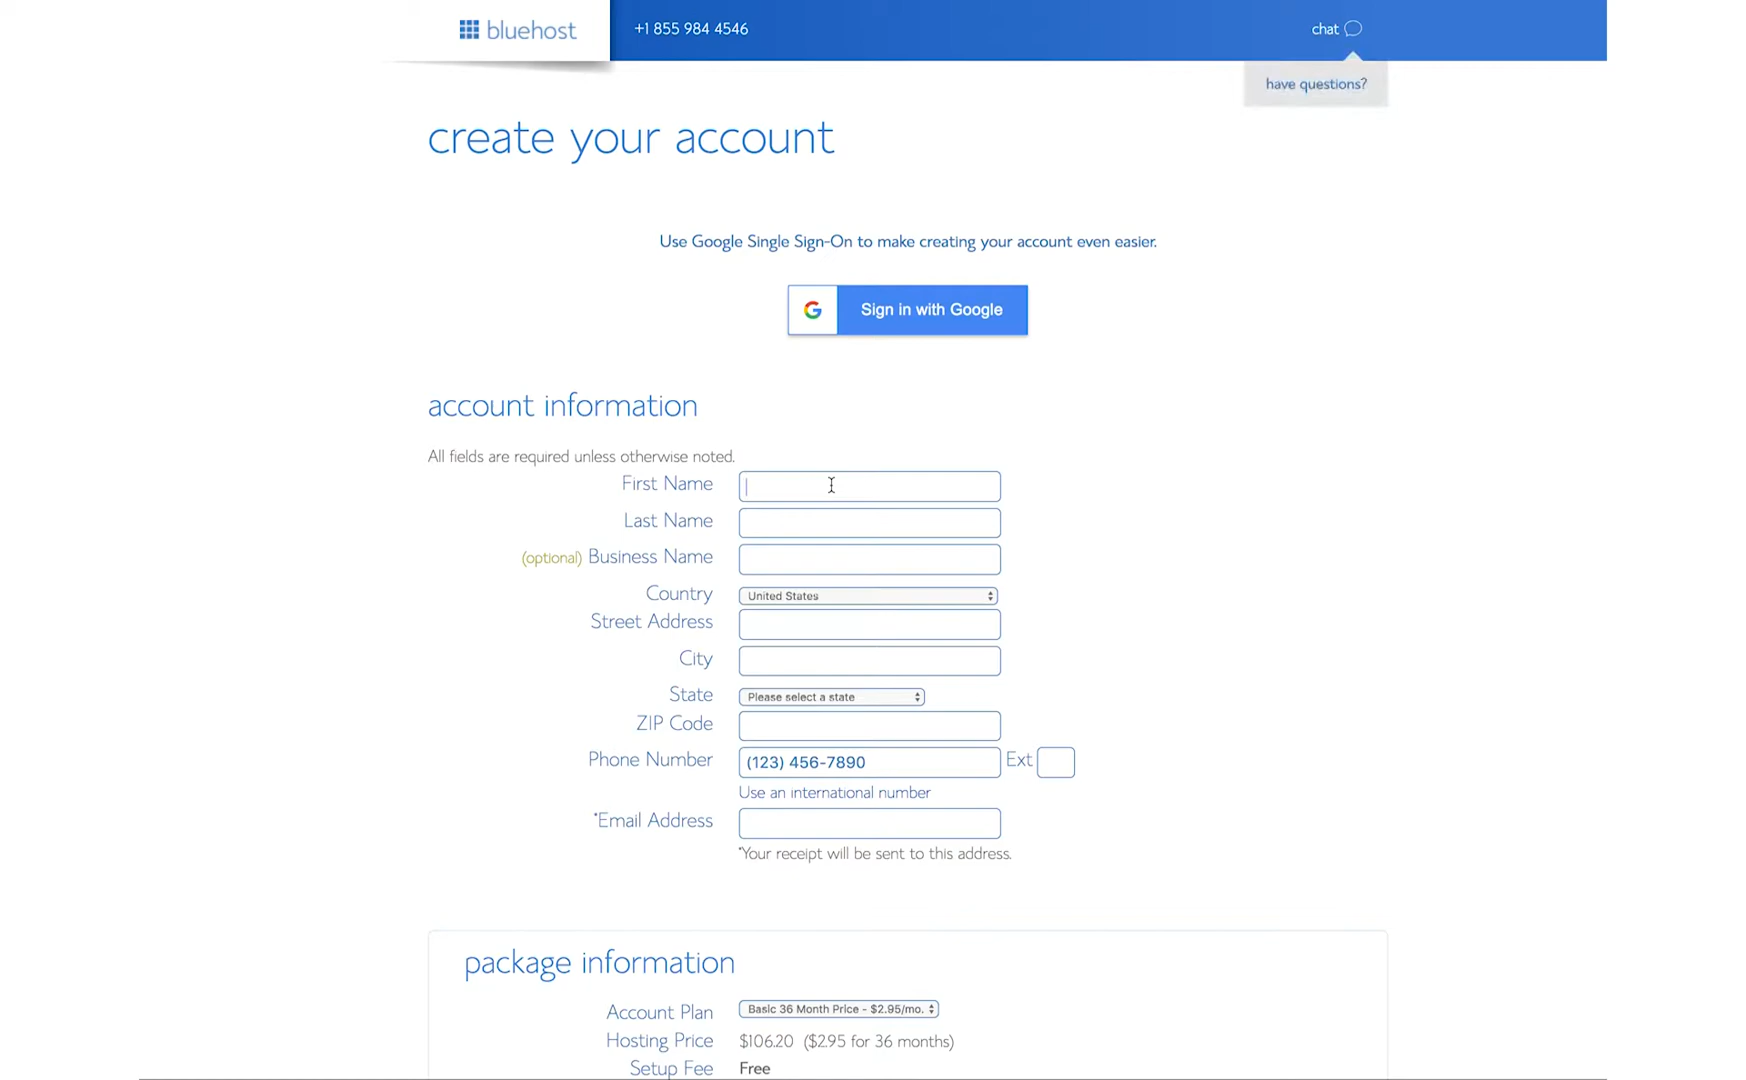 bluehost
+1 855 984 4546
chat
have questions?
create your account
Use Google Single Sign-On to make creating your account even easier.
G Sign in with Google
account information
All fields are required unless otherwise noted.
First Name
Last Name
(optional) Business Name
Country United States
Street Address
City
State Please select a state
ZIP Code
Phone Number (123) 456-7890 Ext
Use an international number
*Email Address
*Your receipt will be sent to this address.
package information
Account Plan Basic 36 Month Price - $2.95/mo.
Hosting Price $106.20 ($2.95 for 36 months)
Setup Fee Free